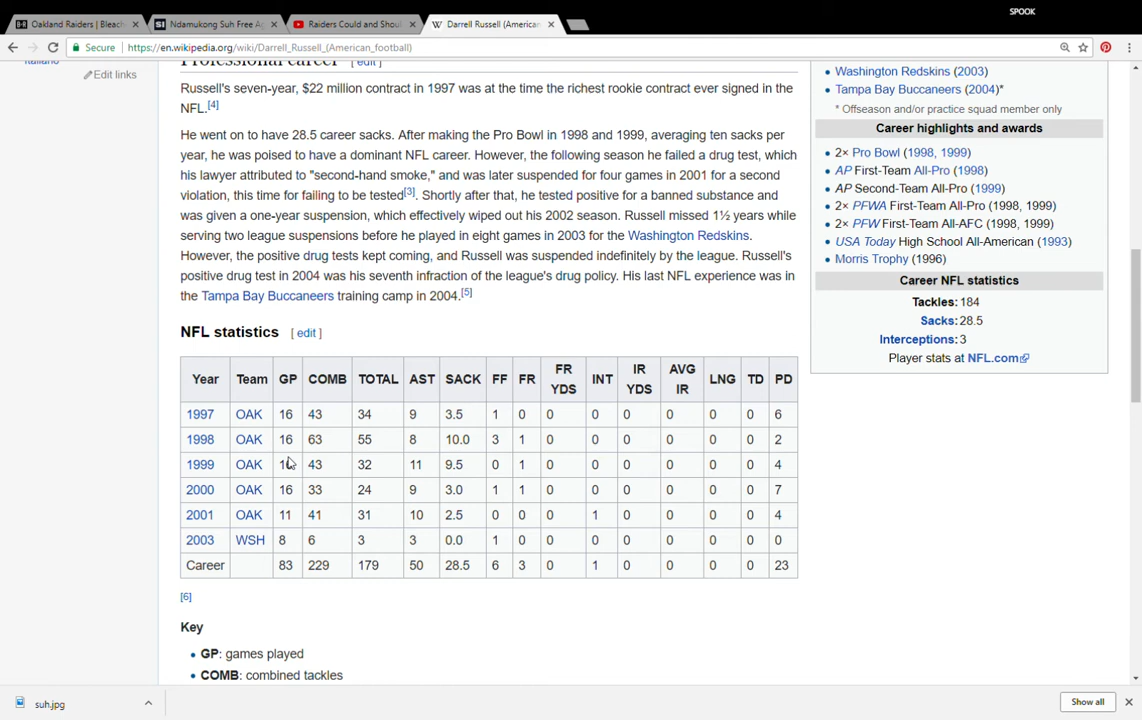 SPOOK
Oakland Raiders | Bleach
Ndamukong Suh Free Ag
Raiders Could and Shoul
Darrell Russell (American
Secure https://en.wikipedia.org/wiki/Darrell_Russell_(American_football)
Italiano
Edit links
Professional career [ edit ]
Russell's seven-year, $22 million contract in 1997 was at the time the richest rookie contract ever signed in the
NFL.[4]
He went on to have 28.5 career sacks. After making the Pro Bowl in 1998 and 1999, averaging ten sacks per
year, he was poised to have a dominant NFL career. However, the following season he failed a drug test, which
his lawyer attributed to "second-hand smoke," and was later suspended for four games in 2001 for a second
violation, this time for failing to be tested[3]. Shortly after that, he tested positive for a banned substance and
was given a one-year suspension, which effectively wiped out his 2002 season. Russell missed 1½ years while
serving two league suspensions before he played in eight games in 2003 for the Washington Redskins.
However, the positive drug tests kept coming, and Russell was suspended indefinitely by the league. Russell's
positive drug test in 2004 was his seventh infraction of the league's drug policy. His last NFL experience was in
the Tampa Bay Buccaneers training camp in 2004.[5]
NFL statistics [ edit ]
Year Team GP COMB TOTAL AST SACK FF FR FR YDS INT IR YDS AVG IR LNG TD PD
1997 OAK 16 43 34 9 3.5 1 0 0 0 0 0 0 0 6
1998 OAK 16 63 55 8 10.0 3 1 0 0 0 0 0 0 2
1999 OAK 16 43 32 11 9.5 0 1 0 0 0 0 0 0 4
2000 OAK 16 33 24 9 3.0 1 1 0 0 0 0 0 0 7
2001 OAK 11 41 31 10 2.5 0 0 0 1 0 0 0 0 4
2003 WSH 8 6 3 3 0.0 1 0 0 0 0 0 0 0 0
Career 83 229 179 50 28.5 6 3 0 1 0 0 0 0 23
[6]
Key
GP: games played
COMB: combined tackles
Washington Redskins (2003)
Tampa Bay Buccaneers (2004)*
* Offseason and/or practice squad member only
Career highlights and awards
2× Pro Bowl (1998, 1999)
AP First-Team All-Pro (1998)
AP Second-Team All-Pro (1999)
2× PFWA First-Team All-Pro (1998, 1999)
2× PFW First-Team All-AFC (1998, 1999)
USA Today High School All-American (1993)
Morris Trophy (1996)
Career NFL statistics
Tackles: 184
Sacks: 28.5
Interceptions: 3
Player stats at NFL.com
suh.jpg
Show all